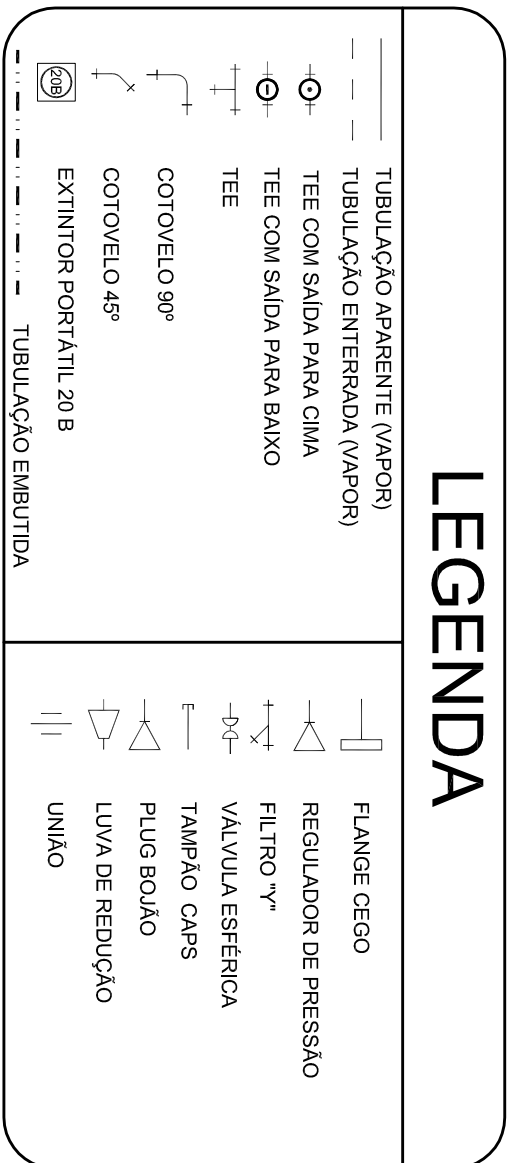 LEGENDA
TUBULAÇÃO APARENTE (VAPOR)
TUBULAÇÃO ENTERRADA (VAPOR)
TEE COM SAÍDA PARA CIMA
TEE COM SAÍDA PARA BAIXO
TEE
COTOVELO 90º
COTOVELO 45º
20B EXTINTOR PORTÁTIL 20 B
TUBULAÇÃO EMBUTIDA
FLANGE CEGO
REGULADOR DE PRESSÃO
FILTRO "Y"
VÁLVULA ESFÉRICA
TAMPÃO CAPS
PLUG BOJÃO
LUVA DE REDUÇÃO
UNIÃO